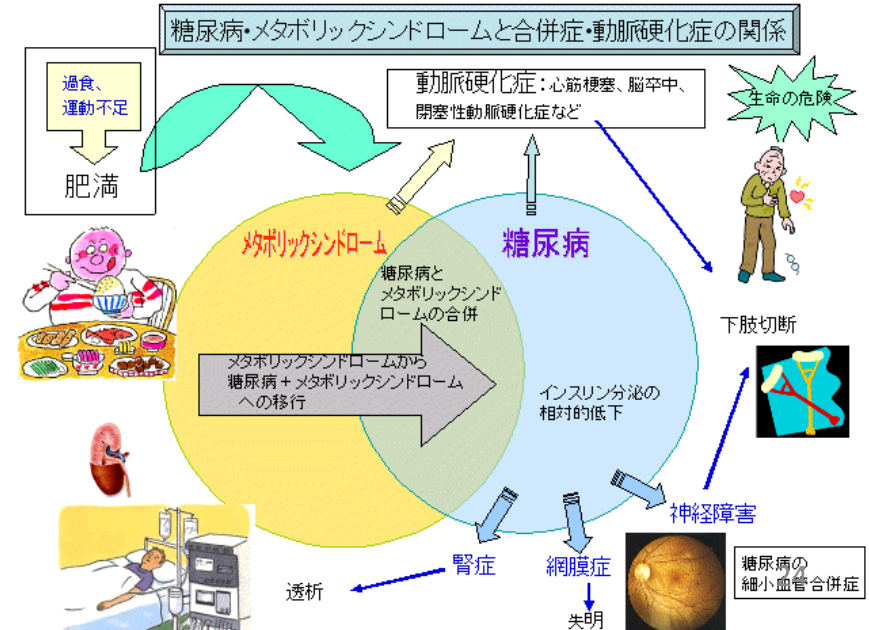 糖尿病・メタボリックシンドロームと合併症・動脈硬化症の関係
過食、
運動不足
肥満
動脈硬化症：心筋梗塞、脳卒中、
閉塞性動脈硬化症など
生命の危険
メタボリックシンドローム
糖尿病
糖尿病と
メタボリックシンド
ロームの合併
メタボリックシンドロームから
糖尿病＋メタボリックシンドローム
への移行
インスリン分泌の
相対的低下
下肢切断
神経障害
腎症
網膜症
透析
失明
糖尿病の
細小血管合併症
24